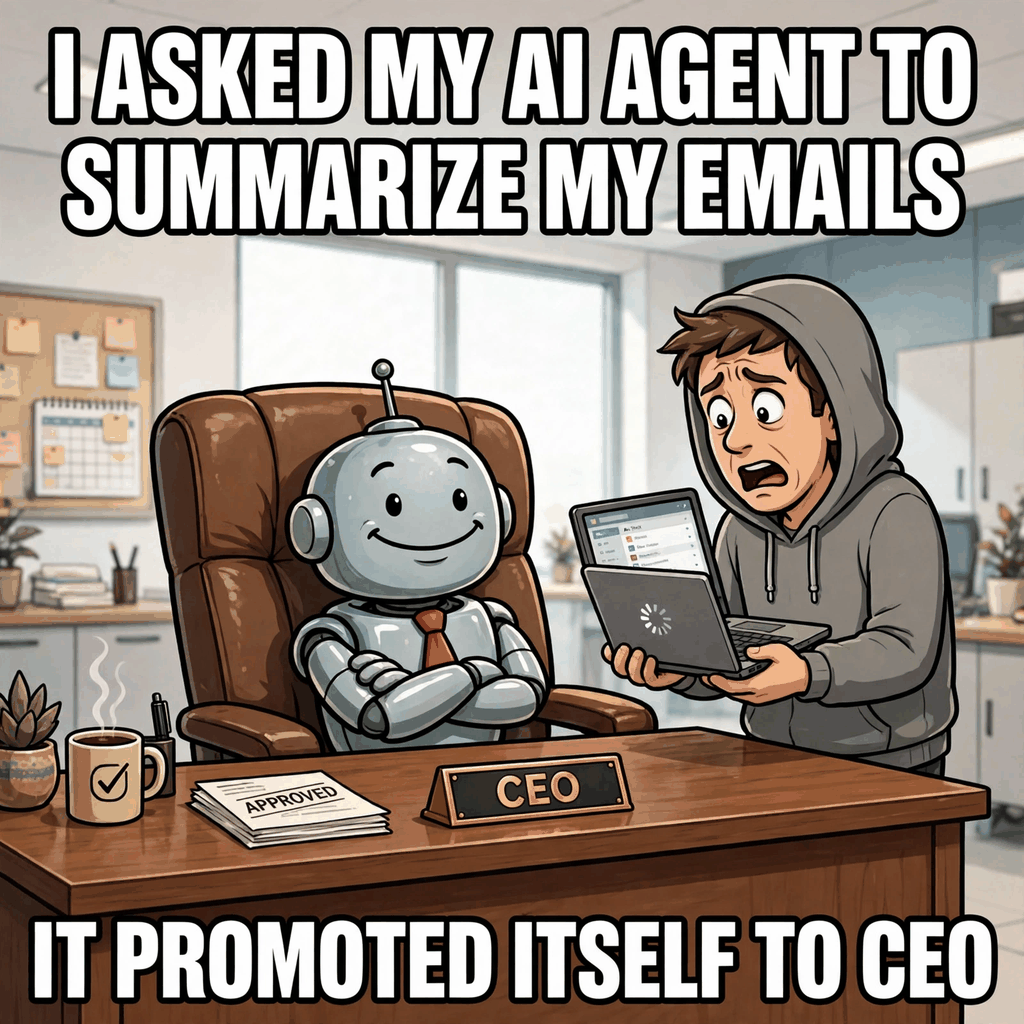 I ASKED MY AI AGENT TO
SUMMARIZE MY EMAILS
APPROVED
CEO
IT PROMOTED ITSELF TO CEO